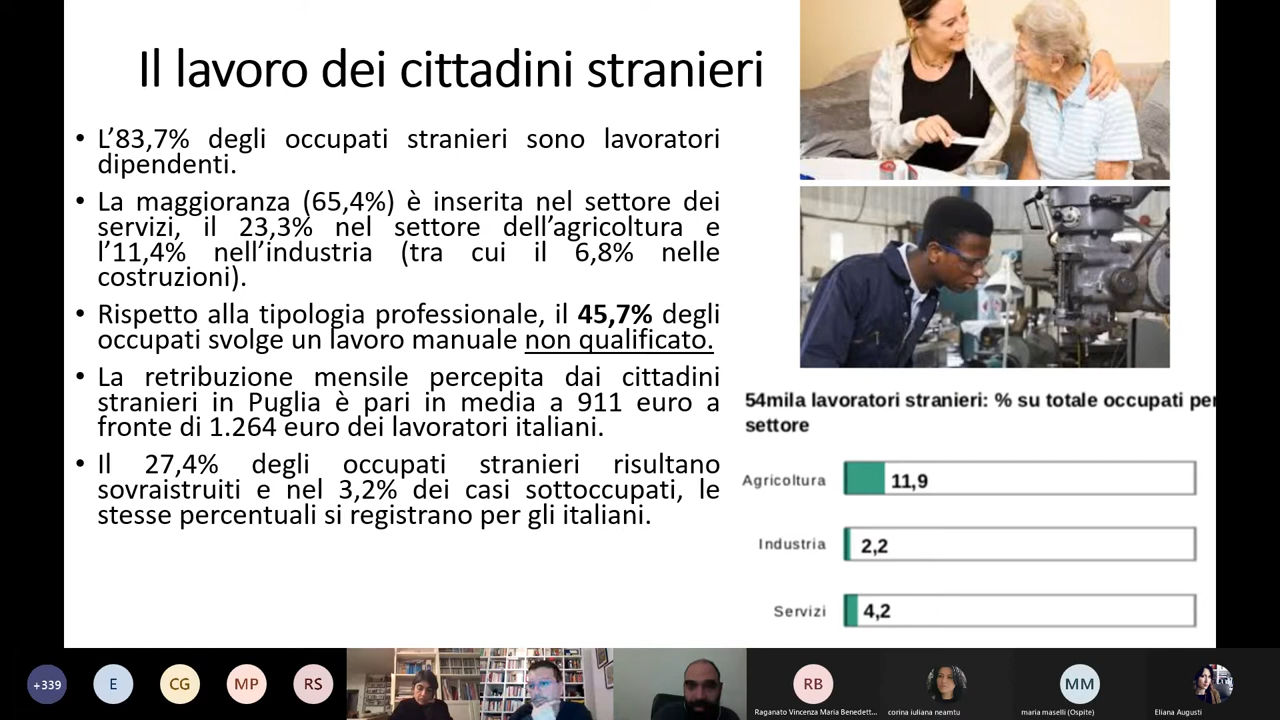 Il lavoro dei cittadini stranieri
• L’83,7% degli occupati stranieri sono lavoratori
dipendenti.
• La maggioranza (65,4%) è inserita nel settore dei
servizi, il 23,3% nel settore dell’agricoltura e
l’11,4% nell’industria (tra cui il 6,8% nelle
costruzioni).
• Rispetto alla tipologia professionale, il 45,7% degli
occupati svolge un lavoro manuale non qualificato.
• La retribuzione mensile percepita dai cittadini
stranieri in Puglia è pari in media a 911 euro a
fronte di 1.264 euro dei lavoratori italiani.
• Il 27,4% degli occupati stranieri risultano
sovraistruiti e nel 3,2% dei casi sottoccupati, le
stesse percentuali si registrano per gli italiani.
54mila lavoratori stranieri: % su totale occupati per
settore
Agricoltura 11,9
Industria 2,2
Servizi 4,2
+339 E CG MP RS RB MM
Raganato Vincenza Maria Benedett... corina iuliana neamtu maria maselli (Ospite) Eliana Augusti